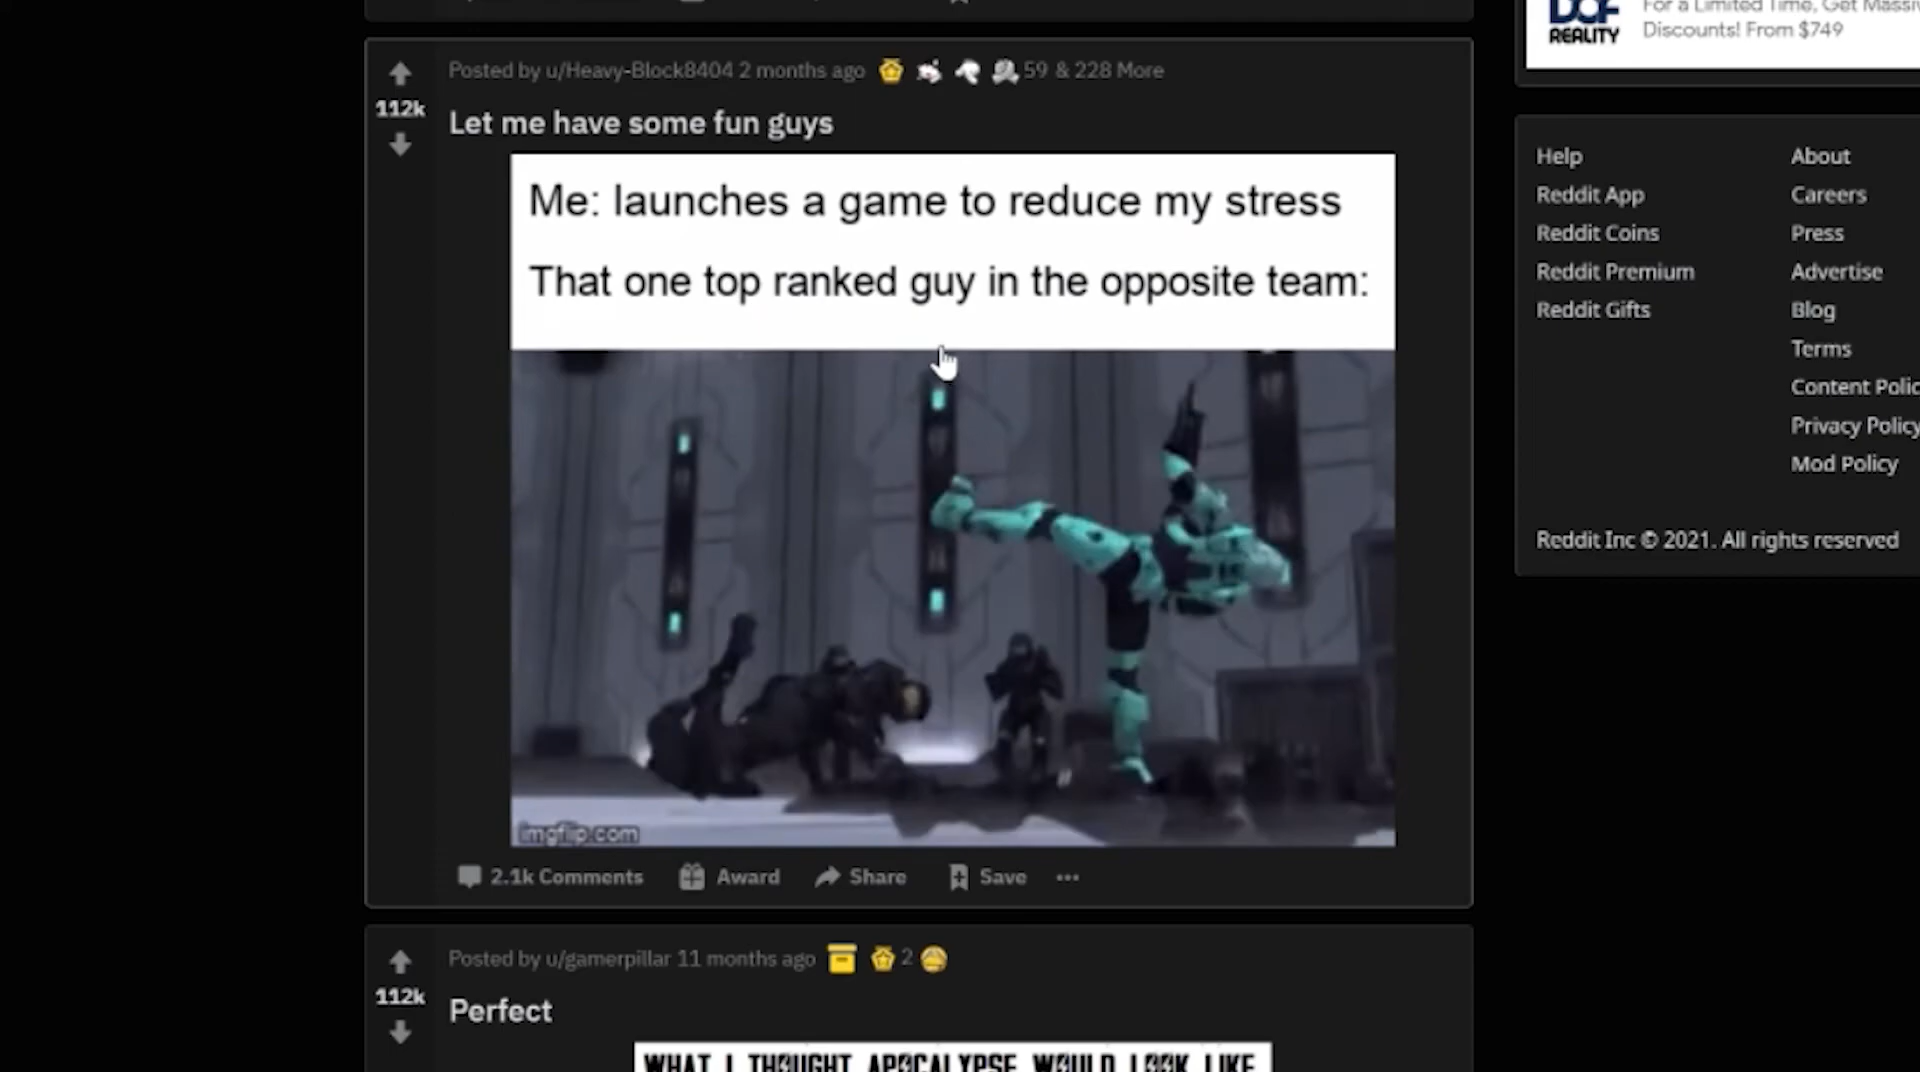 For a Limited Time, Get Massiv
DOF
REALITY
Discounts! From $749
Posted by u/Heavy-Block8404 2 months ago 59 & 228 More
112k
Let me have some fun guys
Me: launches a game to reduce my stress
That one top ranked guy in the opposite team:
imgflip.com
2.1k Comments Award Share Save ...
Help About
Reddit App Careers
Reddit Coins Press
Reddit Premium Advertise
Reddit Gifts Blog
Terms
Content Polic
Privacy Policy
Mod Policy
Reddit Inc © 2021. All rights reserved
Posted by u/gamerpillar 11 months ago 2
112k
Perfect
WHAT I THOUGHT APOCALYPSE WOULD LOOK LIKE